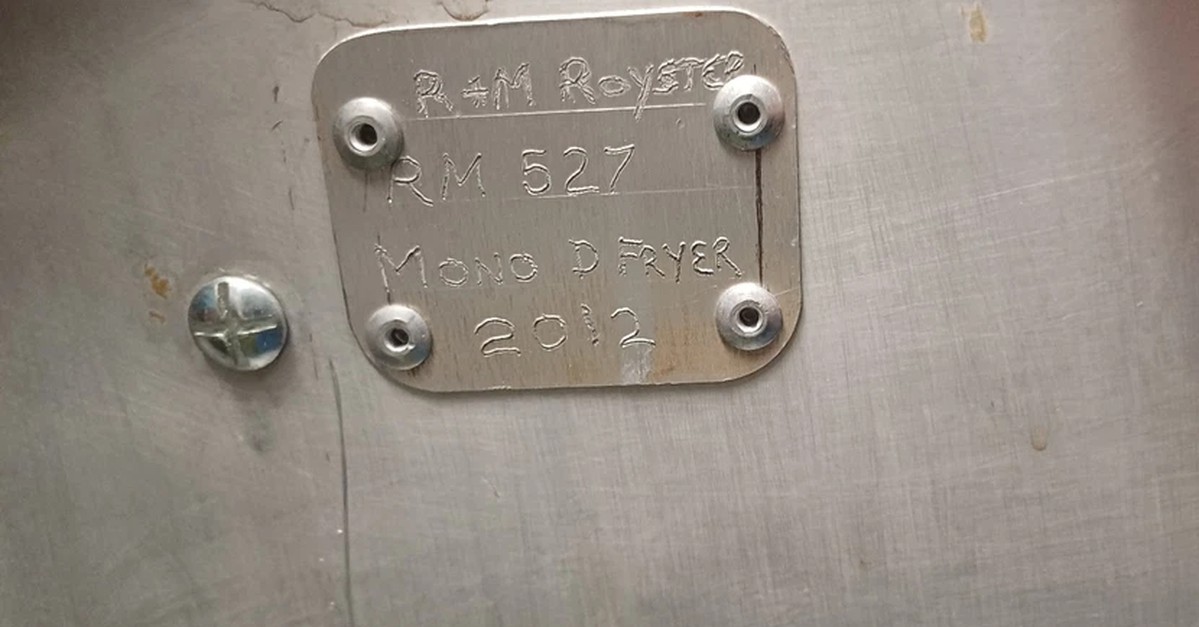 R+M ROYSTER
RM 527
MONO D FRYER
2012